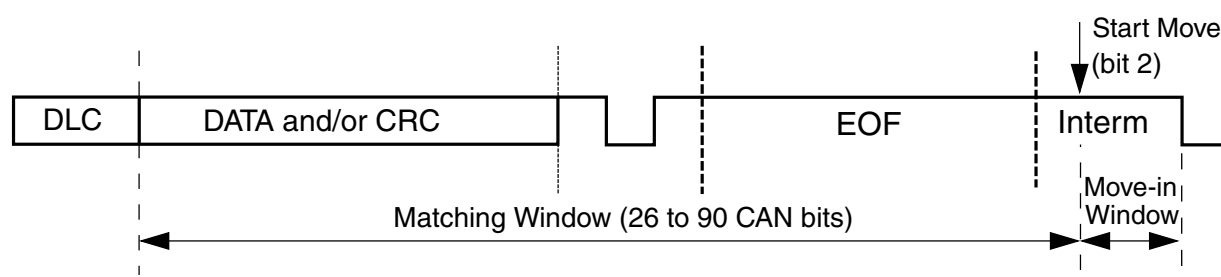 Start Move
(bit 2)
DLC
DATA and/or CRC
EOF
Interm
Matching Window (26 to 90 CAN bits)
Move-in
Window